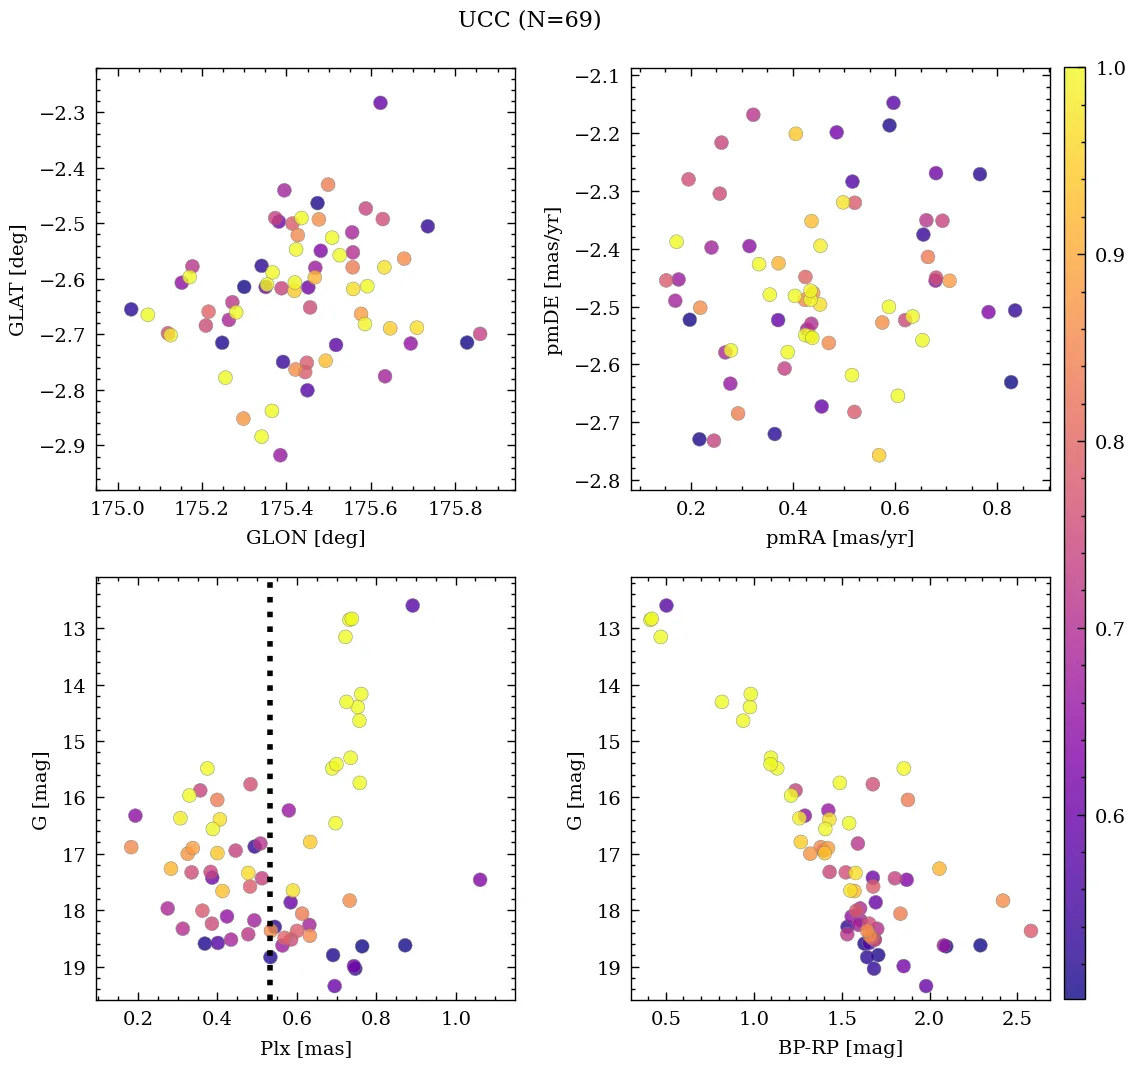 UCC (N=69)
−2.3
−2.4
−2.5
−2.6
−2.7
−2.8
−2.9
GLAT [deg]
175.0 175.2 175.4 175.6 175.8
GLON [deg]
−2.1
−2.2
−2.3
−2.4
−2.5
−2.6
−2.7
−2.8
pmDE [mas/yr]
0.2 0.4 0.6 0.8
pmRA [mas/yr]
13
14
15
16
17
18
19
G [mag]
0.2 0.4 0.6 0.8 1.0
Plx [mas]
13
14
15
16
17
18
19
G [mag]
0.5 1.0 1.5 2.0 2.5
BP-RP [mag]
1.0
0.9
0.8
0.7
0.6